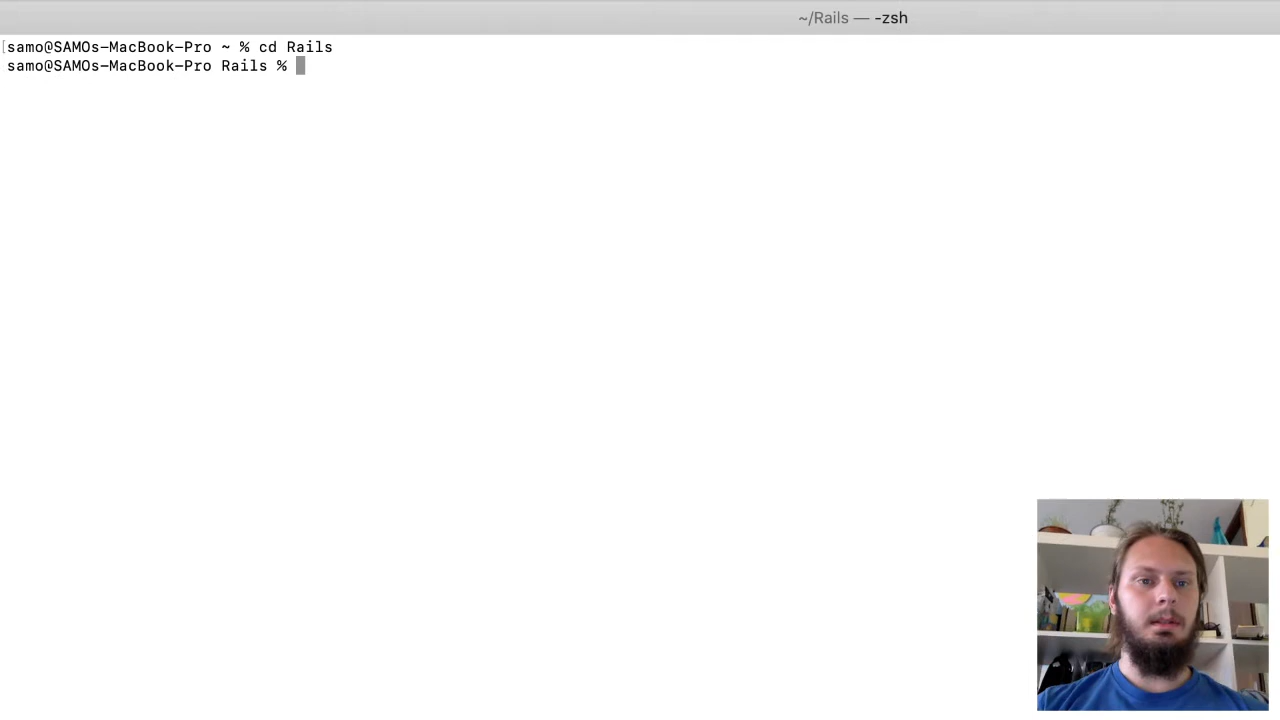 ~/Rails — -zsh
[samo@SAMOs-MacBook-Pro ~ % cd Rails
samo@SAMOs-MacBook-Pro Rails %